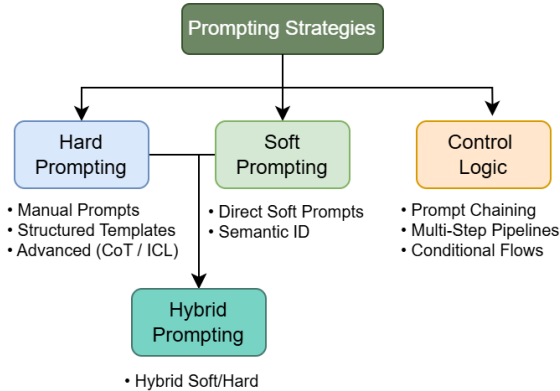 Prompting Strategies
Hard
Prompting
• Manual Prompts
• Structured Templates
• Advanced (CoT / ICL)
Soft
Prompting
• Direct Soft Prompts
• Semantic ID
Control
Logic
• Prompt Chaining
• Multi-Step Pipelines
• Conditional Flows
Hybrid
Prompting
• Hybrid Soft/Hard